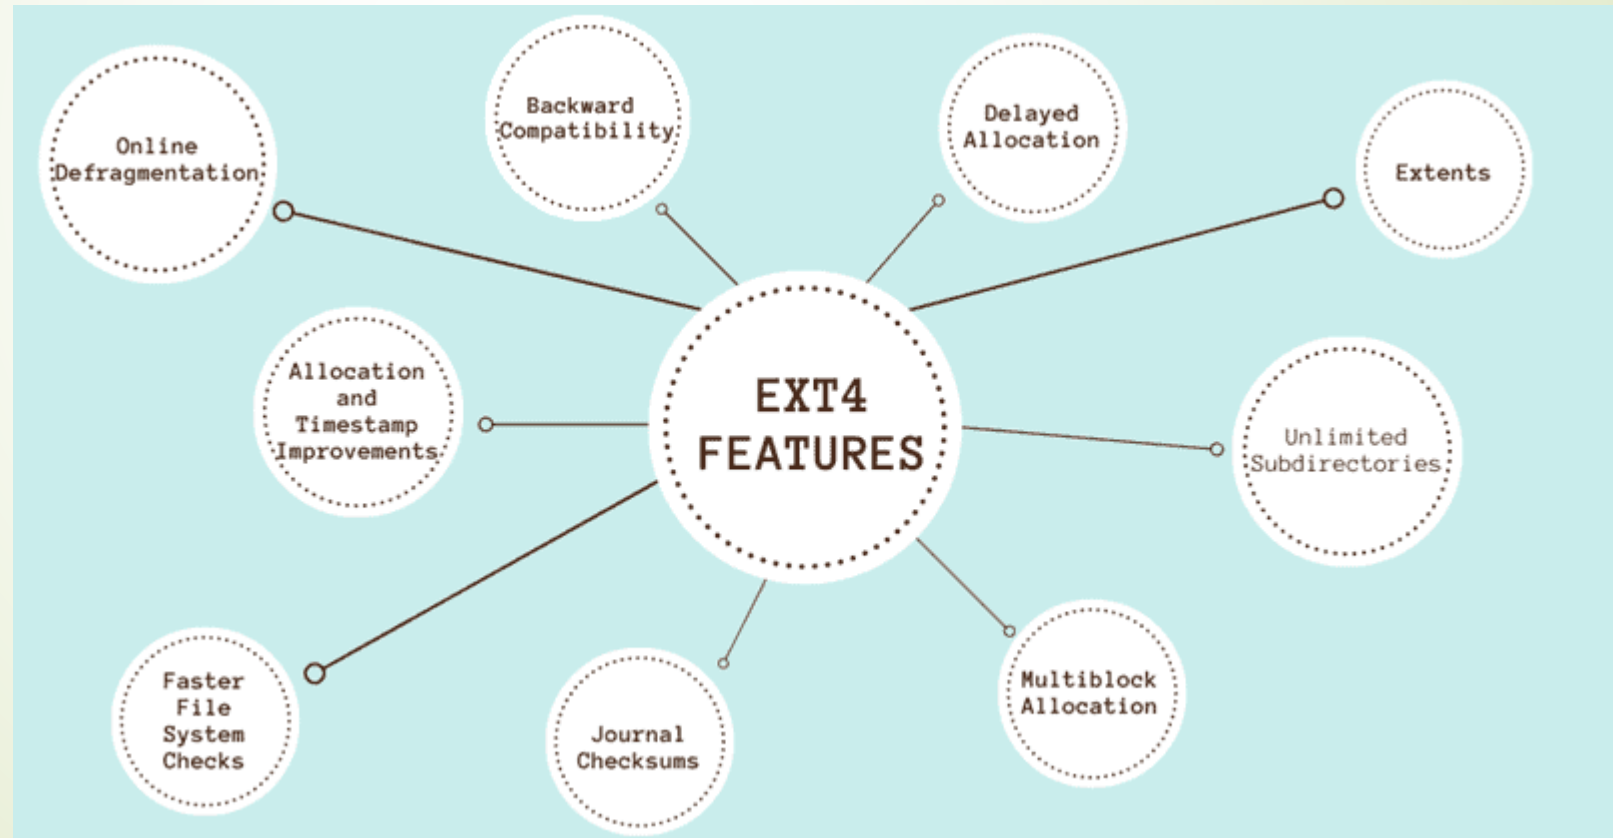 Online
Defragmentation
Backward
Compatibility
Delayed
Allocation
Extents
Allocation
and
Timestamp
Improvements
EXT4
FEATURES
Unlimited
Subdirectories
Faster
File
System
Checks
Journal
Checksums
Multiblock
Allocation